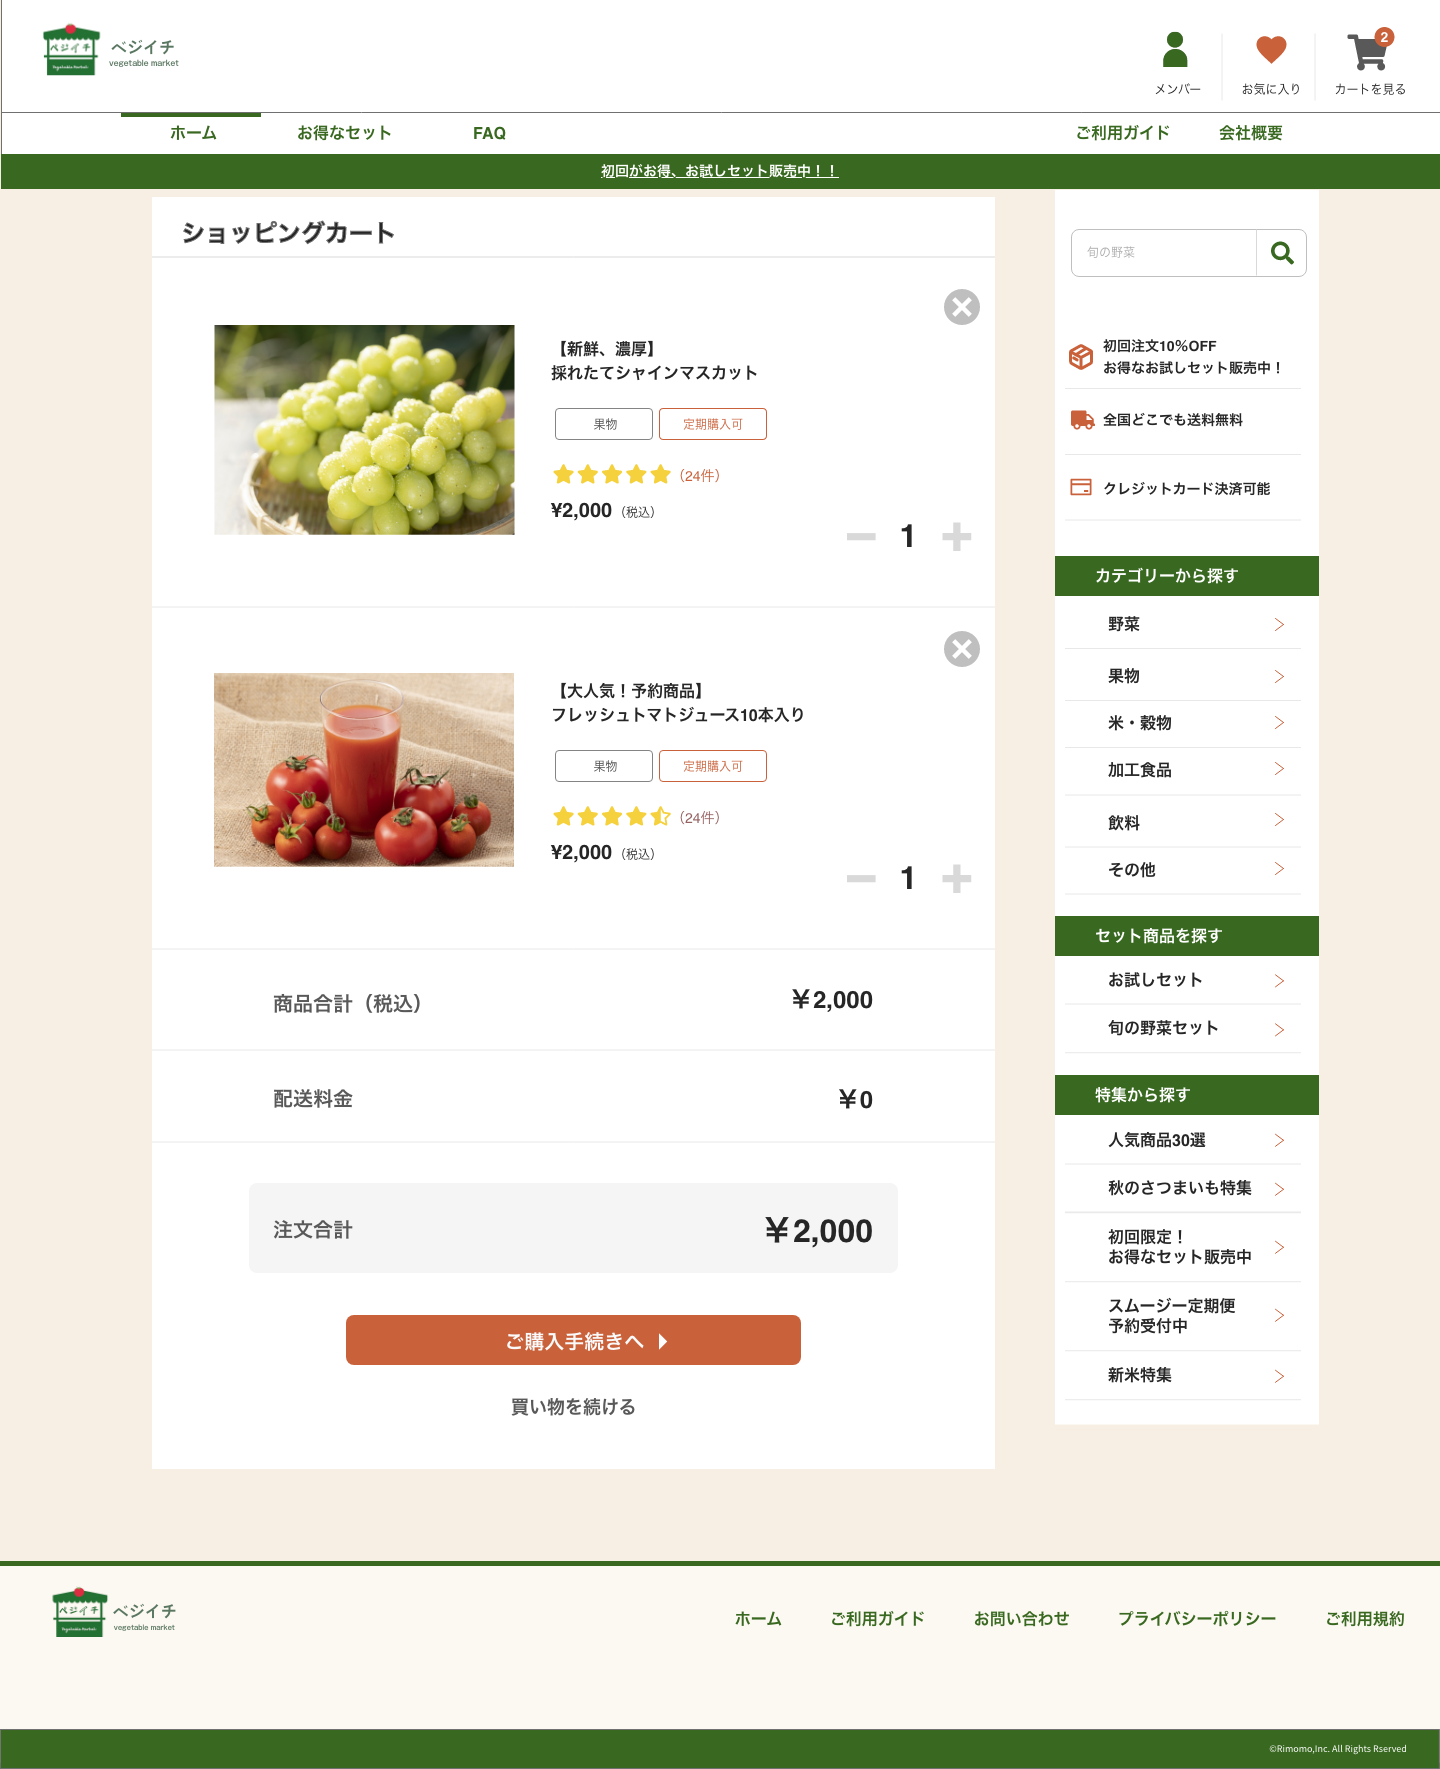 ベジイチ
Vegetable Market
ベジイチ
vegetable market
メンバー
お気に入り
2
カートを見る
ホーム
お得なセット
FAQ
ご利用ガイド
会社概要
初回がお得、お試しセット販売中！！
ショッピングカート
【新鮮、濃厚】
採れたてシャインマスカット
果物
定期購入可
（24件）
¥2,000（税込）
1
【大人気！予約商品】
フレッシュトマトジュース10本入り
果物
定期購入可
（24件）
¥2,000（税込）
1
商品合計（税込）
￥2,000
配送料金
￥0
注文合計
￥2,000
ご購入手続きへ
買い物を続ける
旬の野菜
初回注文10%OFF
お得なお試しセット販売中！
全国どこでも送料無料
クレジットカード決済可能
カテゴリーから探す
野菜
果物
米・穀物
加工食品
飲料
その他
セット商品を探す
お試しセット
旬の野菜セット
特集から探す
人気商品30選
秋のさつまいも特集
初回限定！
お得なセット販売中
スムージー定期便
予約受付中
新米特集
ベジイチ
Vegetable Market
ベジイチ
vegetable market
ホーム
ご利用ガイド
お問い合わせ
プライバシーポリシー
ご利用規約
©Rimomo,Inc. All Rights Rserved